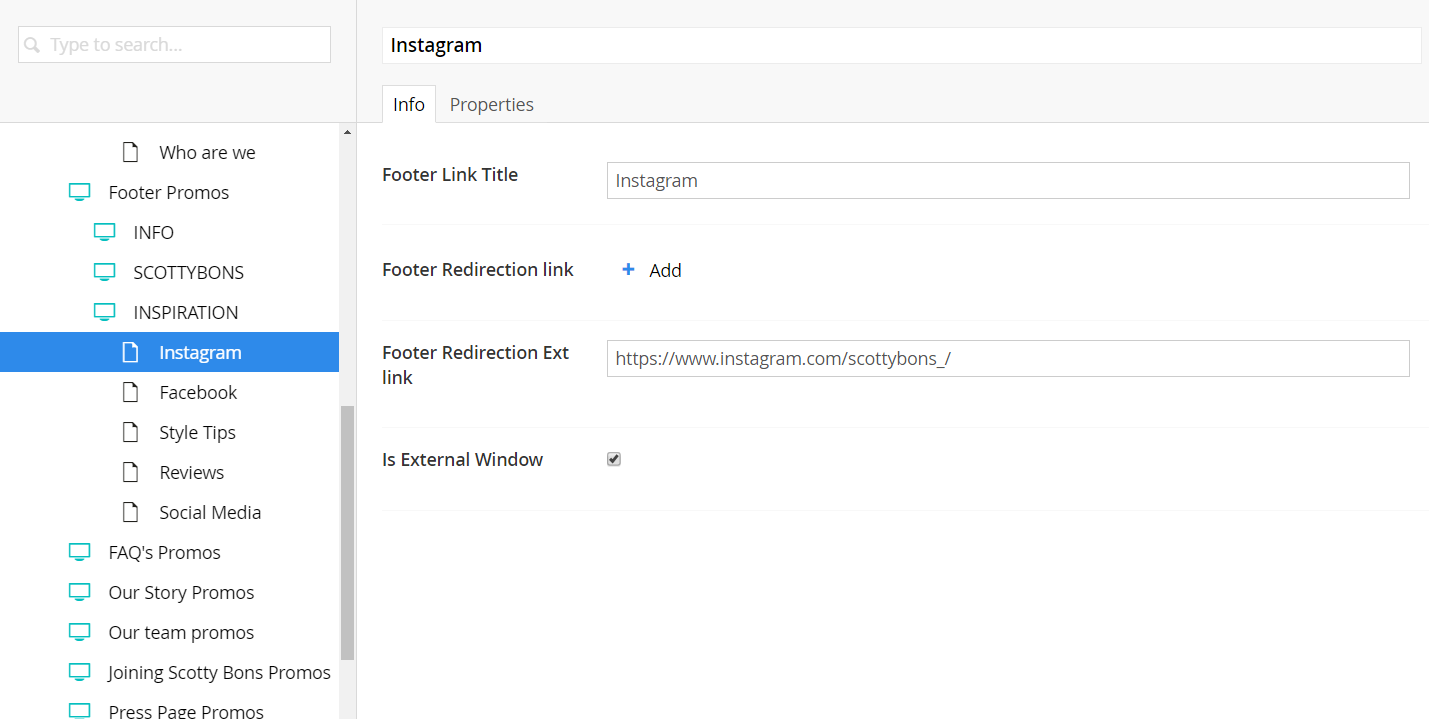 Type to search...
Who are we
Footer Promos
INFO
SCOTTYBONS
INSPIRATION
Instagram
Facebook
Style Tips
Reviews
Social Media
FAQ's Promos
Our Story Promos
Our team promos
Joining Scotty Bons Promos
Press Page Promos
Instagram
Info Properties
Footer Link Title Instagram
Footer Redirection link + Add
Footer Redirection Ext
link
https://www.instagram.com/scottybons_/
Is External Window